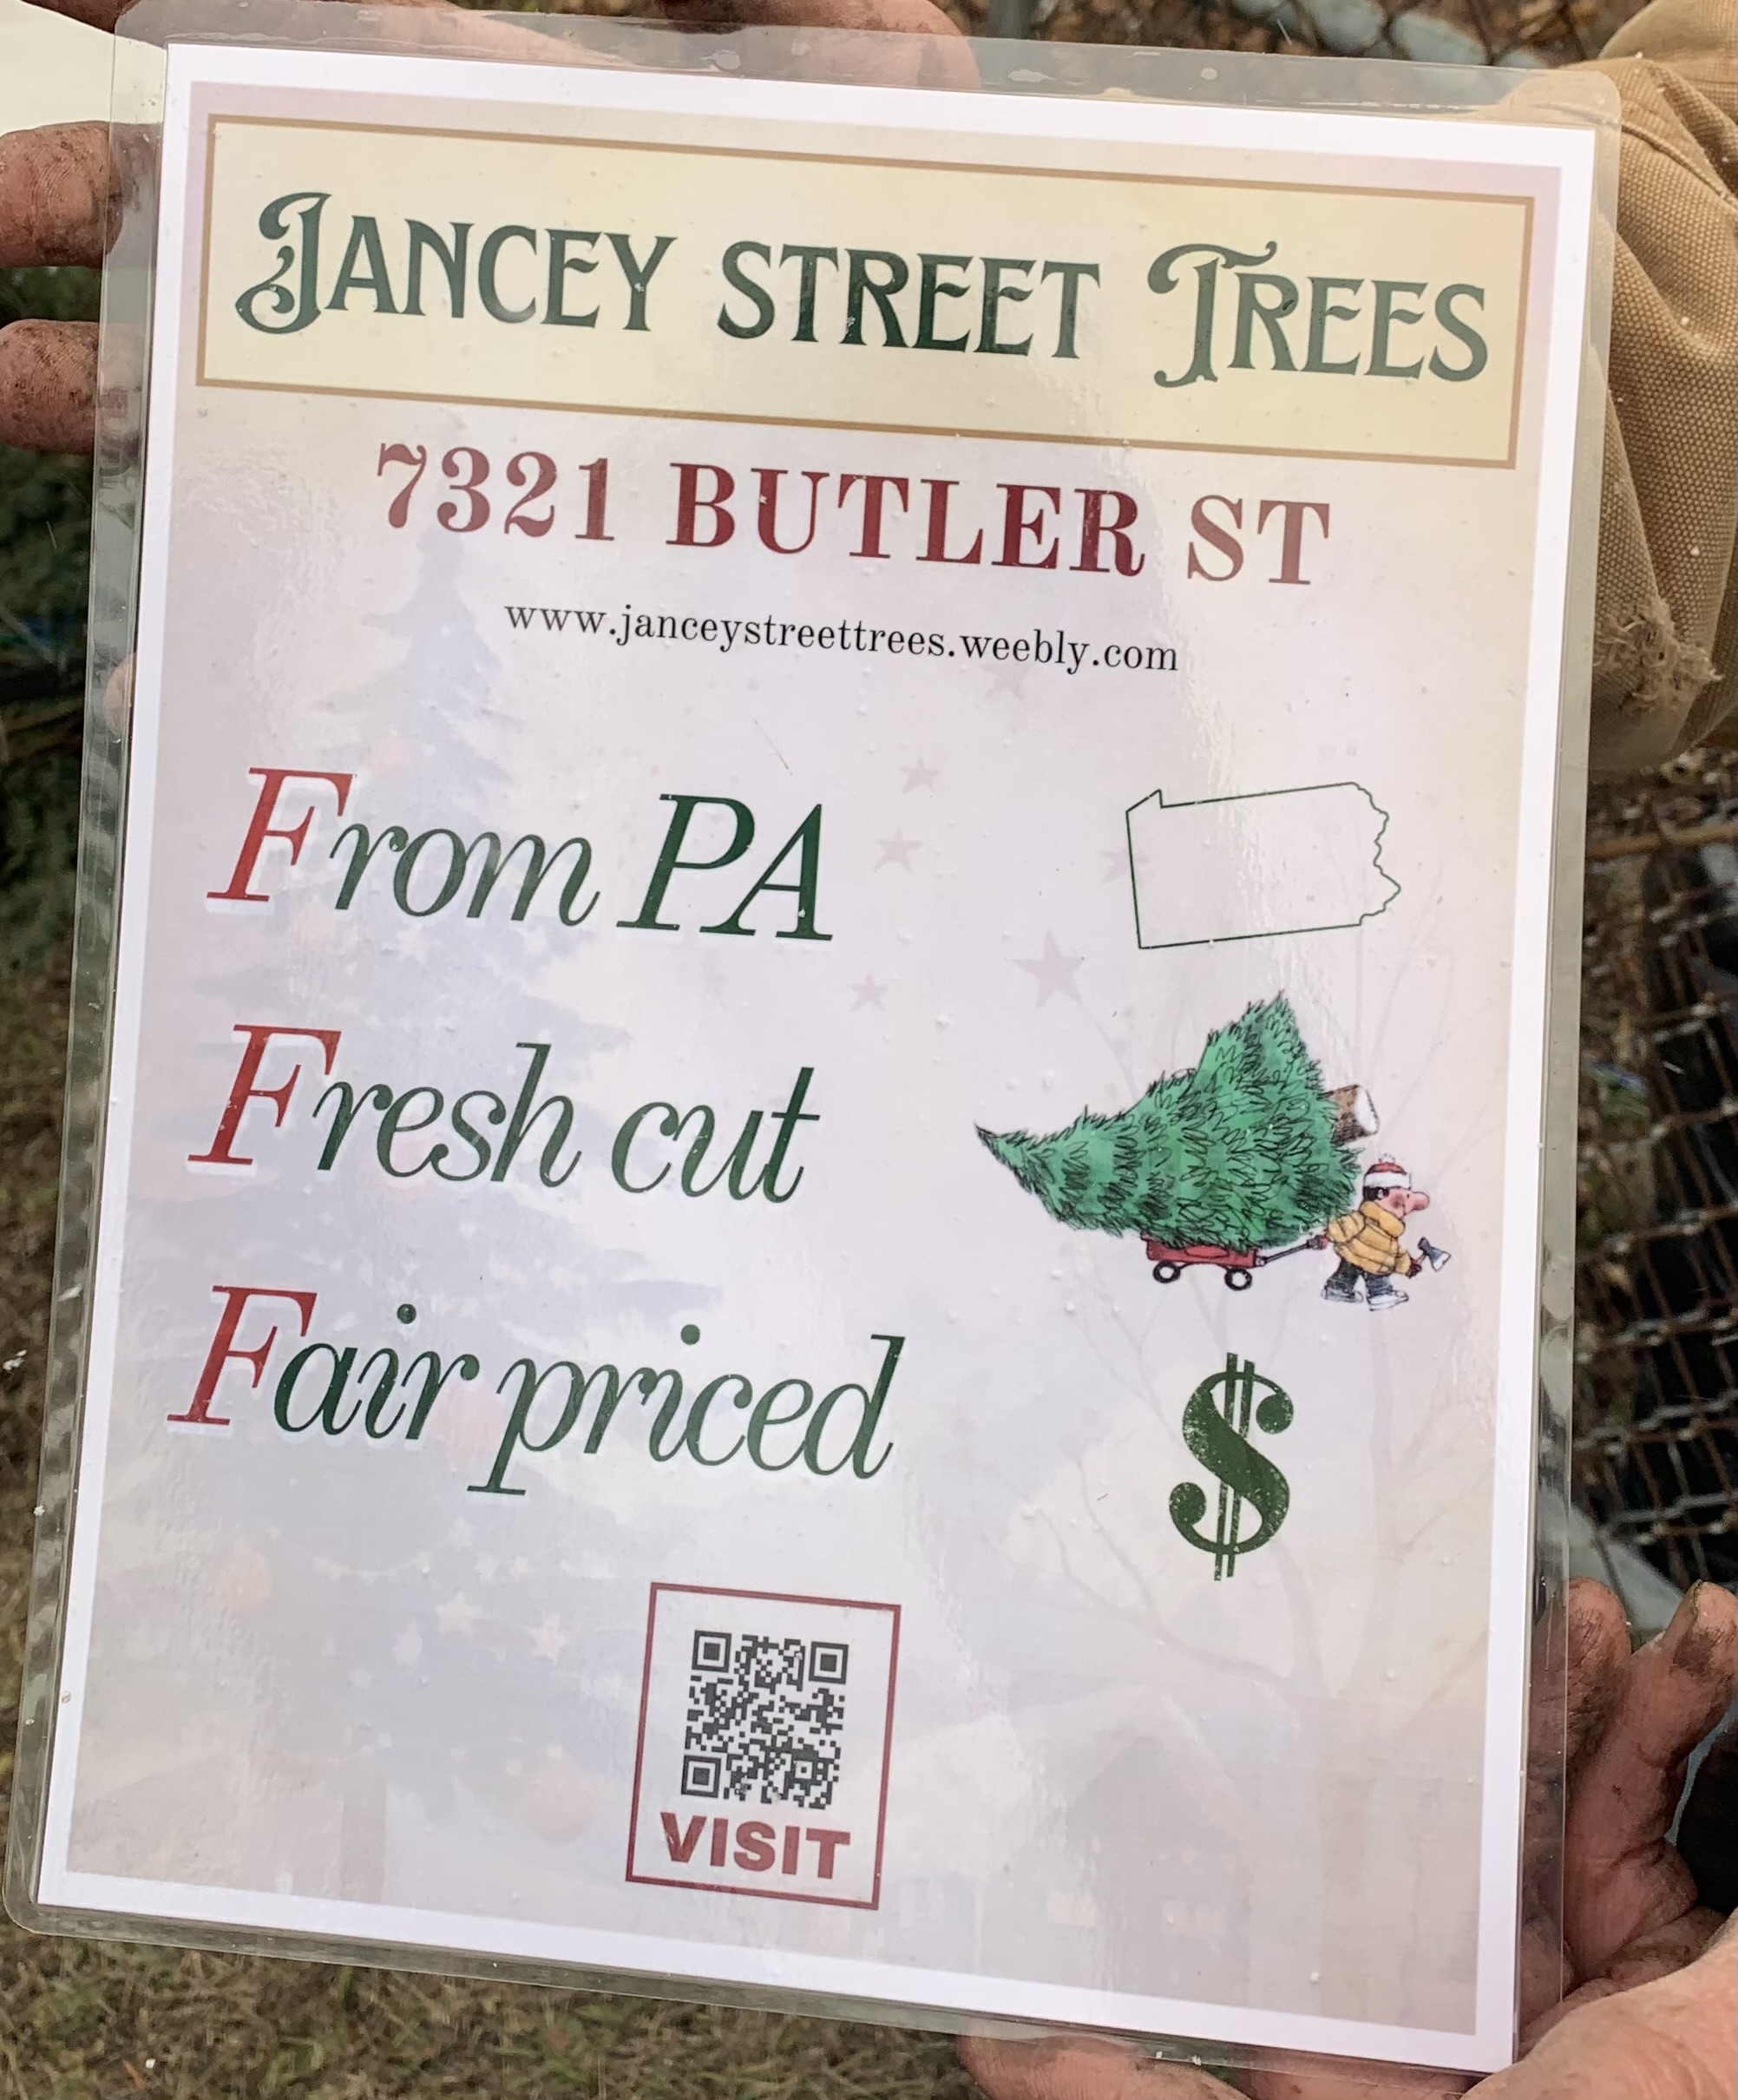 JANCEY STREET TREES
7321 BUTLER ST
www.janceystreettrees.weebly.com
From PA
Fresh cut
Fair priced
$
VISIT